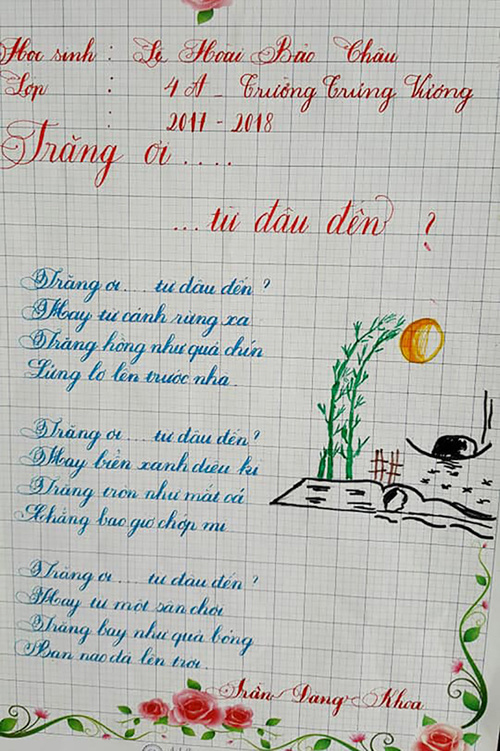 Học sinh : Lê Hoài Bảo Châu
Lớp : 4A - Trường Trưng Vương
: 2017 - 2018
Trăng ơi ....
... từ đâu đến ?
Trăng ơi ... từ đâu đến ?
Hay từ cánh rừng xa
Trăng hồng như quả chín
Lửng lơ lên trước nhà
Trăng ơi ... từ đâu đến ?
Hay biển xanh diệu kì
Trăng tròn như mắt cá
Chẳng bao giờ chớp mi
Trăng ơi ... từ đâu đến ?
Hay từ một sân chơi
Trăng bay như quả bóng
Bạn nào đá lên trời
Trần Đăng Khoa